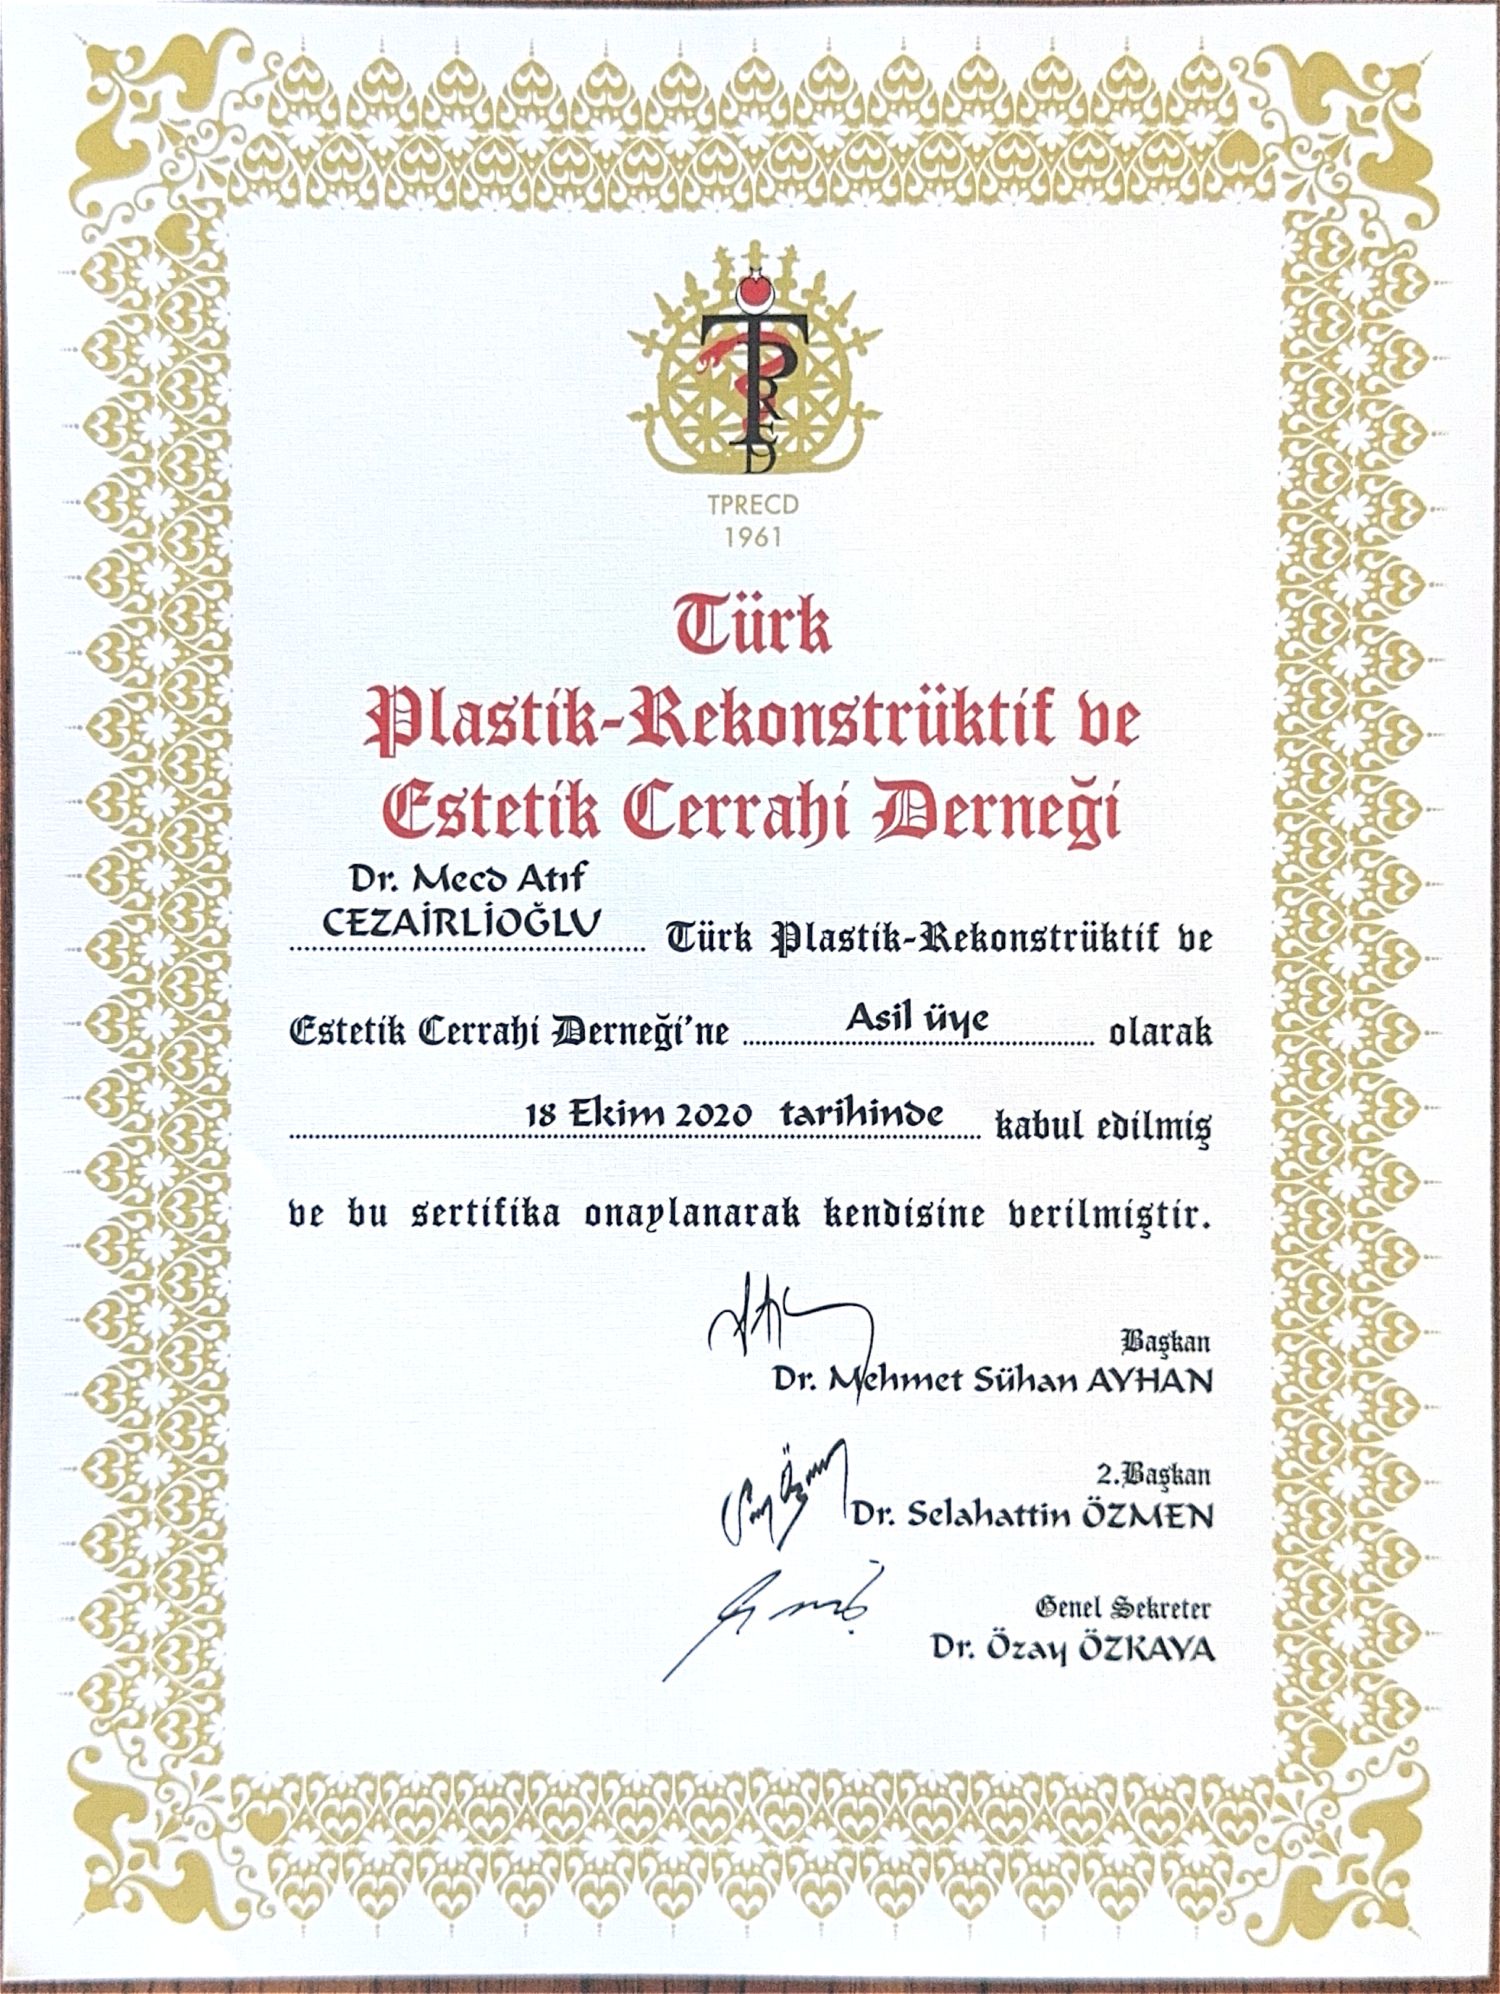 TPRED
TPRECD
1961
Türk
Plastik-Rekonstrüktif ve
Estetik Cerrahi Derneği
Dr. Mecd Atıf
CEZAİRLİOĞLU Türk Plastik-Rekonstrüktif ve
Estetik Cerrahi Derneği'ne Asil üye olarak
18 Ekim 2020 tarihinde kabul edilmiş
ve bu sertifika onaylanarak kendisine verilmiştir.
Başkan
Dr. Mehmet Sühan AYHAN
2.Başkan
Dr. Selahattin ÖZMEN
Genel Sekreter
Dr. Özay ÖZKAYA